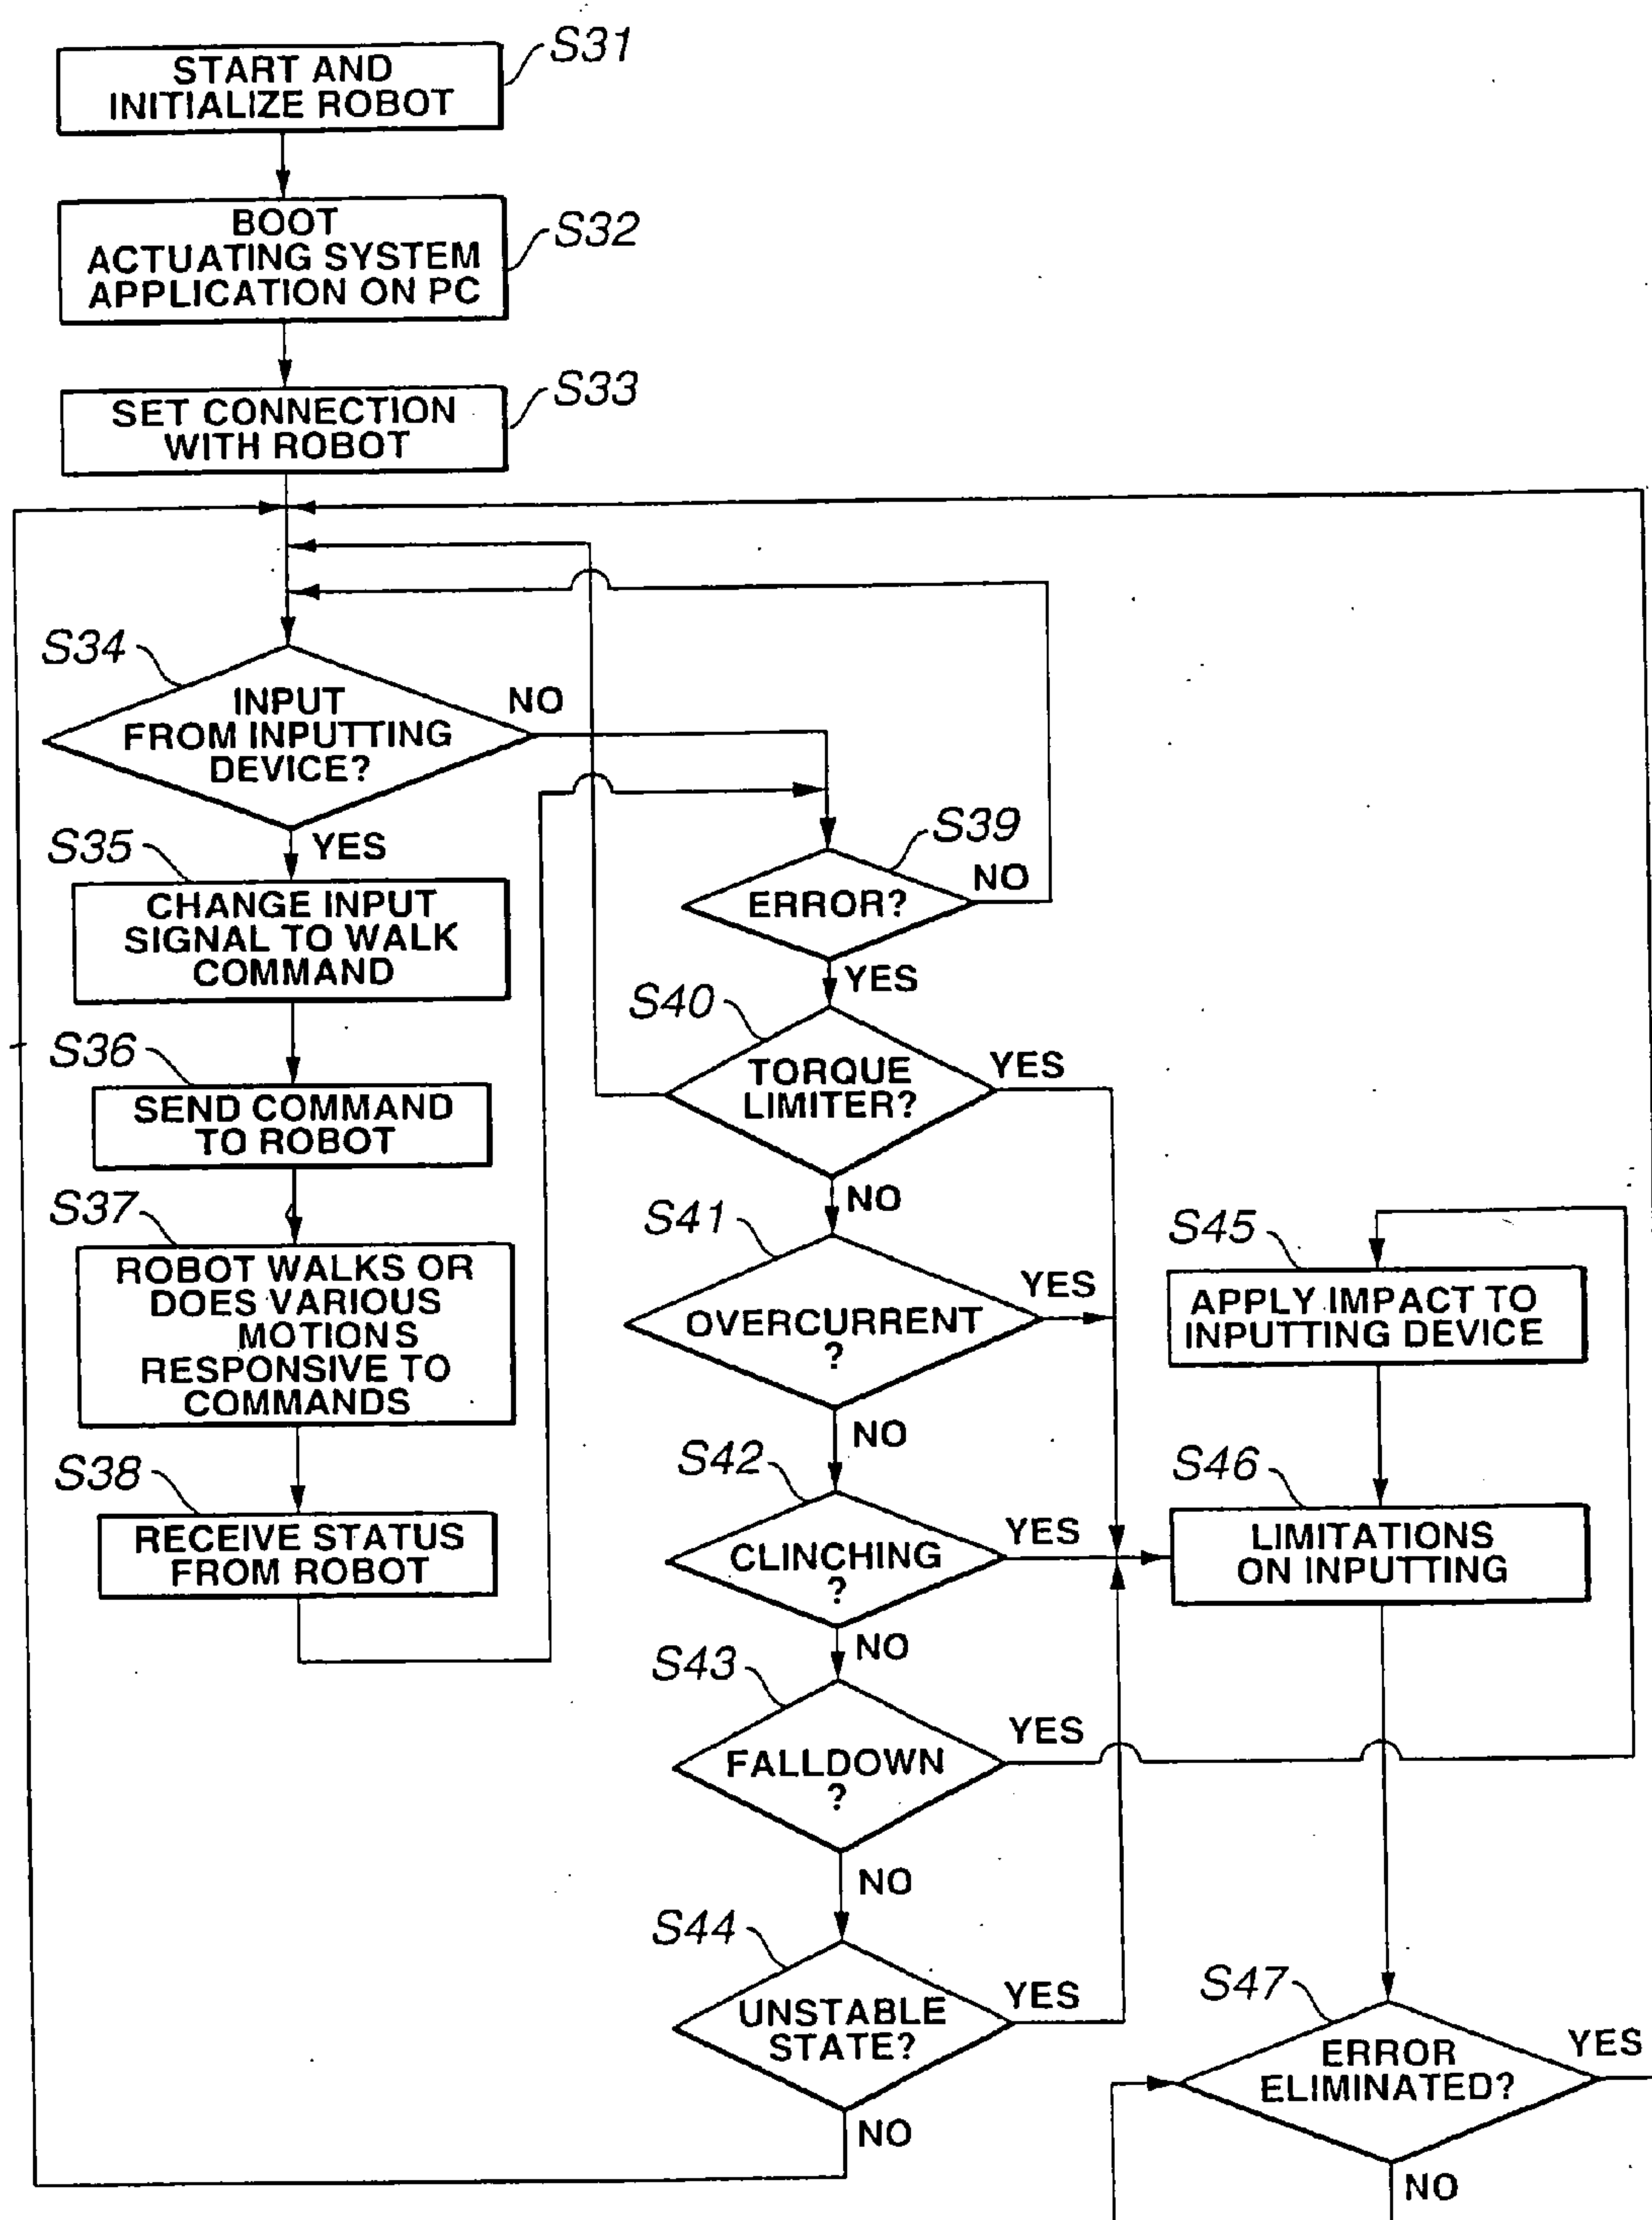 S31
START AND
INITIALIZE ROBOT
S32
BOOT
ACTUATING SYSTEM
APPLICATION ON PC
S33
SET CONNECTION
WITH ROBOT
S34
INPUT
FROM INPUTTING
DEVICE?
NO
YES
S35
CHANGE INPUT
SIGNAL TO WALK
COMMAND
S36
SEND COMMAND
TO ROBOT
S37
ROBOT WALKS OR
DOES VARIOUS
MOTIONS
RESPONSIVE TO
COMMANDS
S38
RECEIVE STATUS
FROM ROBOT
S39
ERROR?
NO
YES
S40
TORQUE
LIMITER?
YES
NO
S41
OVERCURRENT
?
YES
NO
S42
CLINCHING
?
YES
NO
S43
FALLDOWN
?
YES
NO
S44
UNSTABLE
STATE?
YES
NO
S45
APPLY IMPACT TO
INPUTTING DEVICE
S46
LIMITATIONS
ON INPUTTING
S47
ERROR
ELIMINATED?
YES
NO